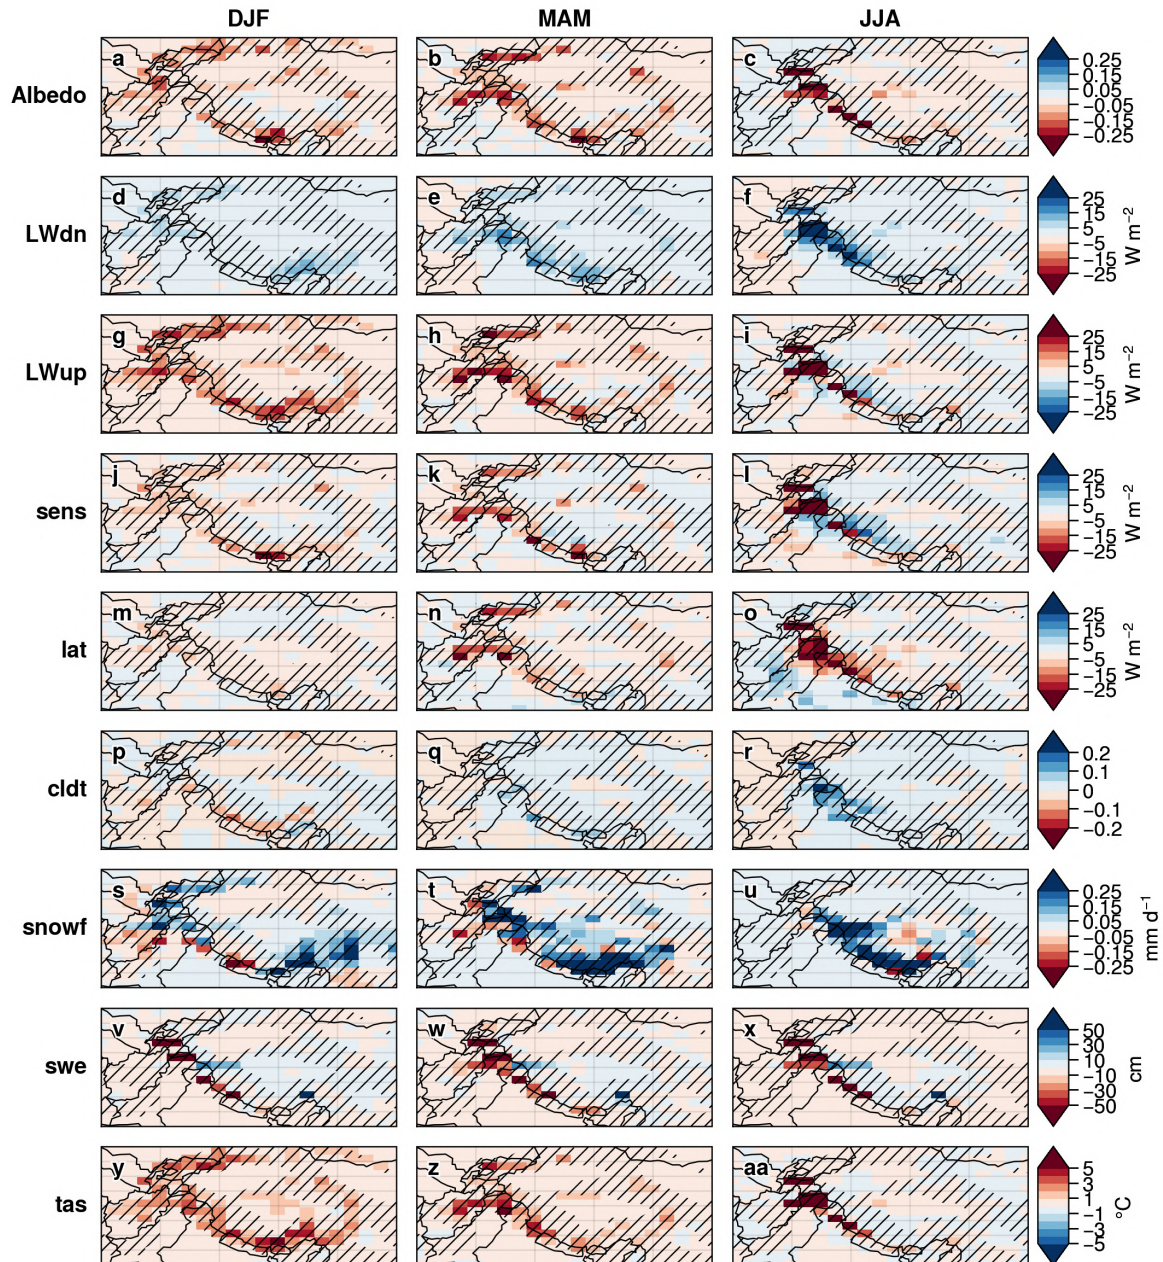 DJF MAM JJA
Albedo a b c 0.25 0.15 0.05 −0.05 −0.15 −0.25
LWdn d e f 25 15 5 −5 −15 −25 W m⁻²
LWup g h i 25 15 5 −5 −15 −25 W m⁻²
sens j k l 25 15 5 −5 −15 −25 W m⁻²
lat m n o 25 15 5 −5 −15 −25 W m⁻²
cldt p q r 0.2 0.1 0 −0.1 −0.2
snowf s t u 0.25 0.15 0.05 −0.05 −0.15 −0.25 mm d⁻¹
swe v w x 50 30 10 −10 −30 −50 cm
tas y z aa 5 3 1 −1 −3 −5 °C